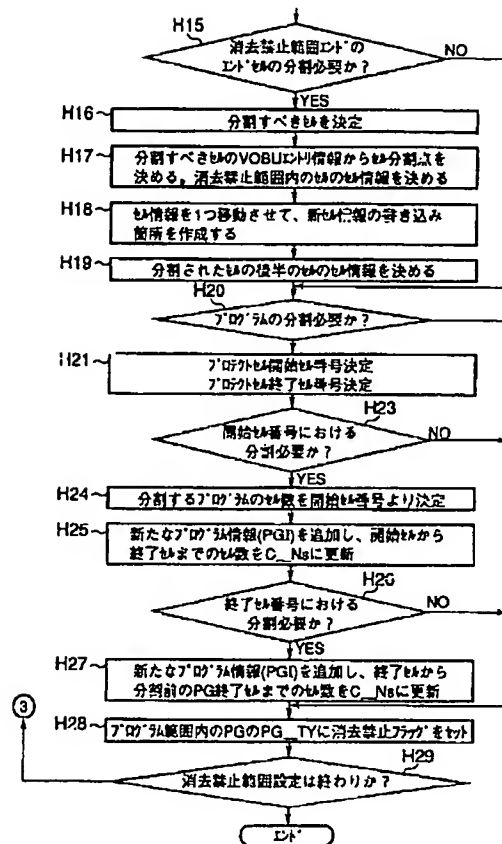 H15
消去禁止範囲エンドの
エンドセルの分割必要か？
NO
YES
H16
分割すべきセルを決定
H17
分割すべきセルのVOBUエントリ情報からセル分割点を
決める，消去禁止範囲内のセルのセル情報を決める
H18
セル情報を1つ移動させて、新セル情報の書き込み
箇所を作成する
H19
分割されたセルの後半のセルのセル情報を決める
H20
プログラムの分割必要か？
H21
プロテクトセル開始セル番号決定
プロテクトセル終了セル番号決定
H23
開始セル番号における
分割必要か？
NO
YES
H24
分割するプログラムのセル数を開始セル番号より決定
H25
新たなプログラム情報(PGI)を追加し、開始セルから
終了セルまでのセル数をC＿Nsに更新
H26
終了セル番号における
分割必要か？
NO
YES
H27
新たなプログラム情報(PGI)を追加し、終了セルから
分割前のPG終了セルまでのセル数をC＿Nsに更新
3
H28
プログラム範囲内のPGのPG＿TYに消去禁止フラッグをセット
H29
消去禁止範囲設定は終わりか？
エンド